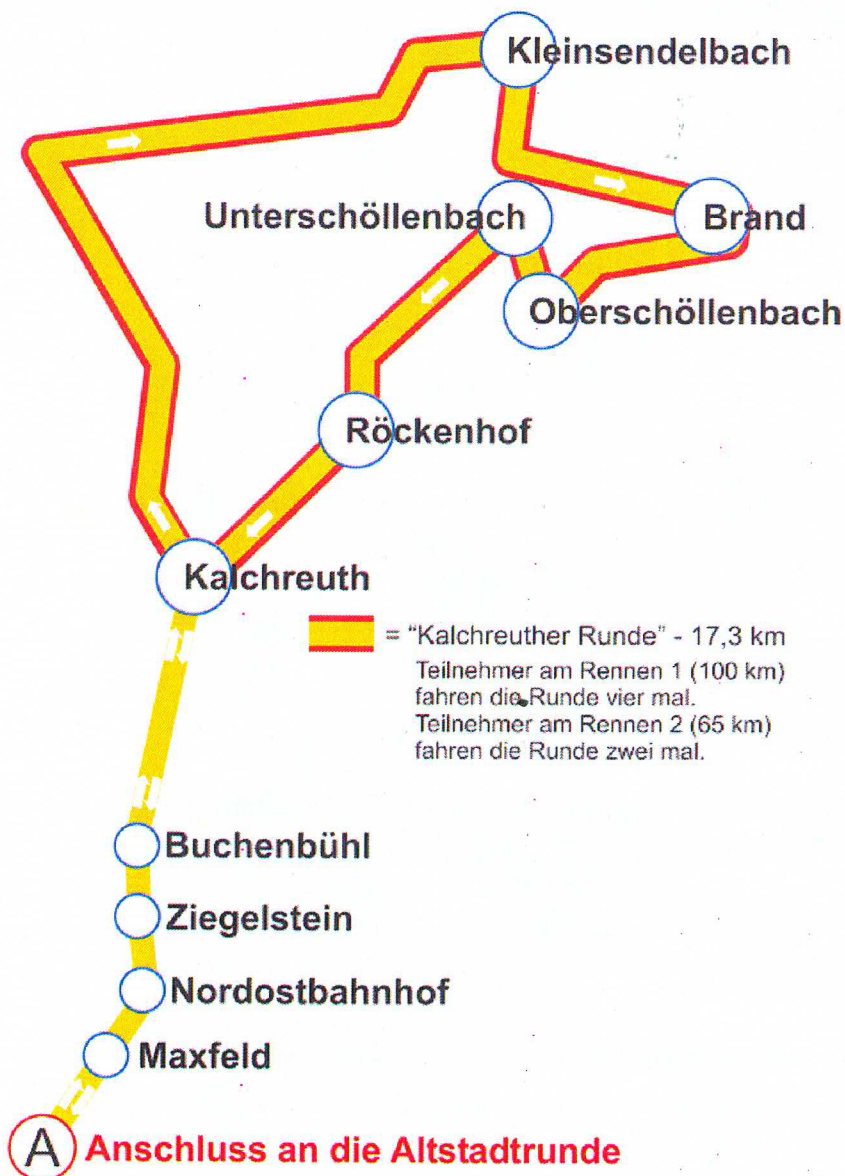 Kleinsendelbach
Unterschöllenbach
Brand
Oberschöllenbach
Röckenhof
Kalchreuth
= “Kalchreuther Runde” - 17,3 km
Teilnehmer am Rennen 1 (100 km)
fahren die Runde vier mal.
Teilnehmer am Rennen 2 (65 km)
fahren die Runde zwei mal.
Buchenbühl
Ziegelstein
Nordostbahnhof
Maxfeld
A Anschluss an die Altstadtrunde